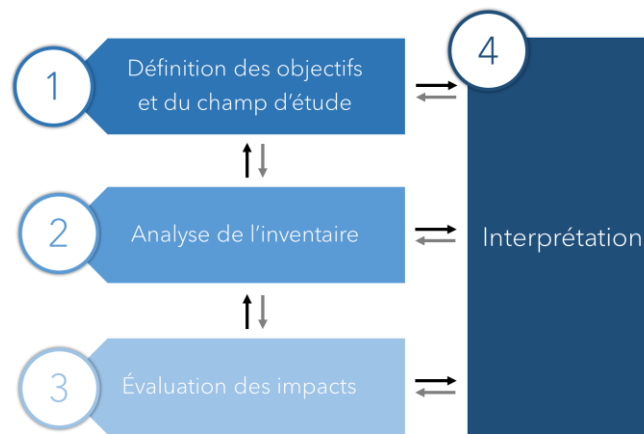 1
Définition des objectifs
et du champ d'étude
2
Analyse de l'inventaire
3
Évaluation des impacts
4
Interprétation